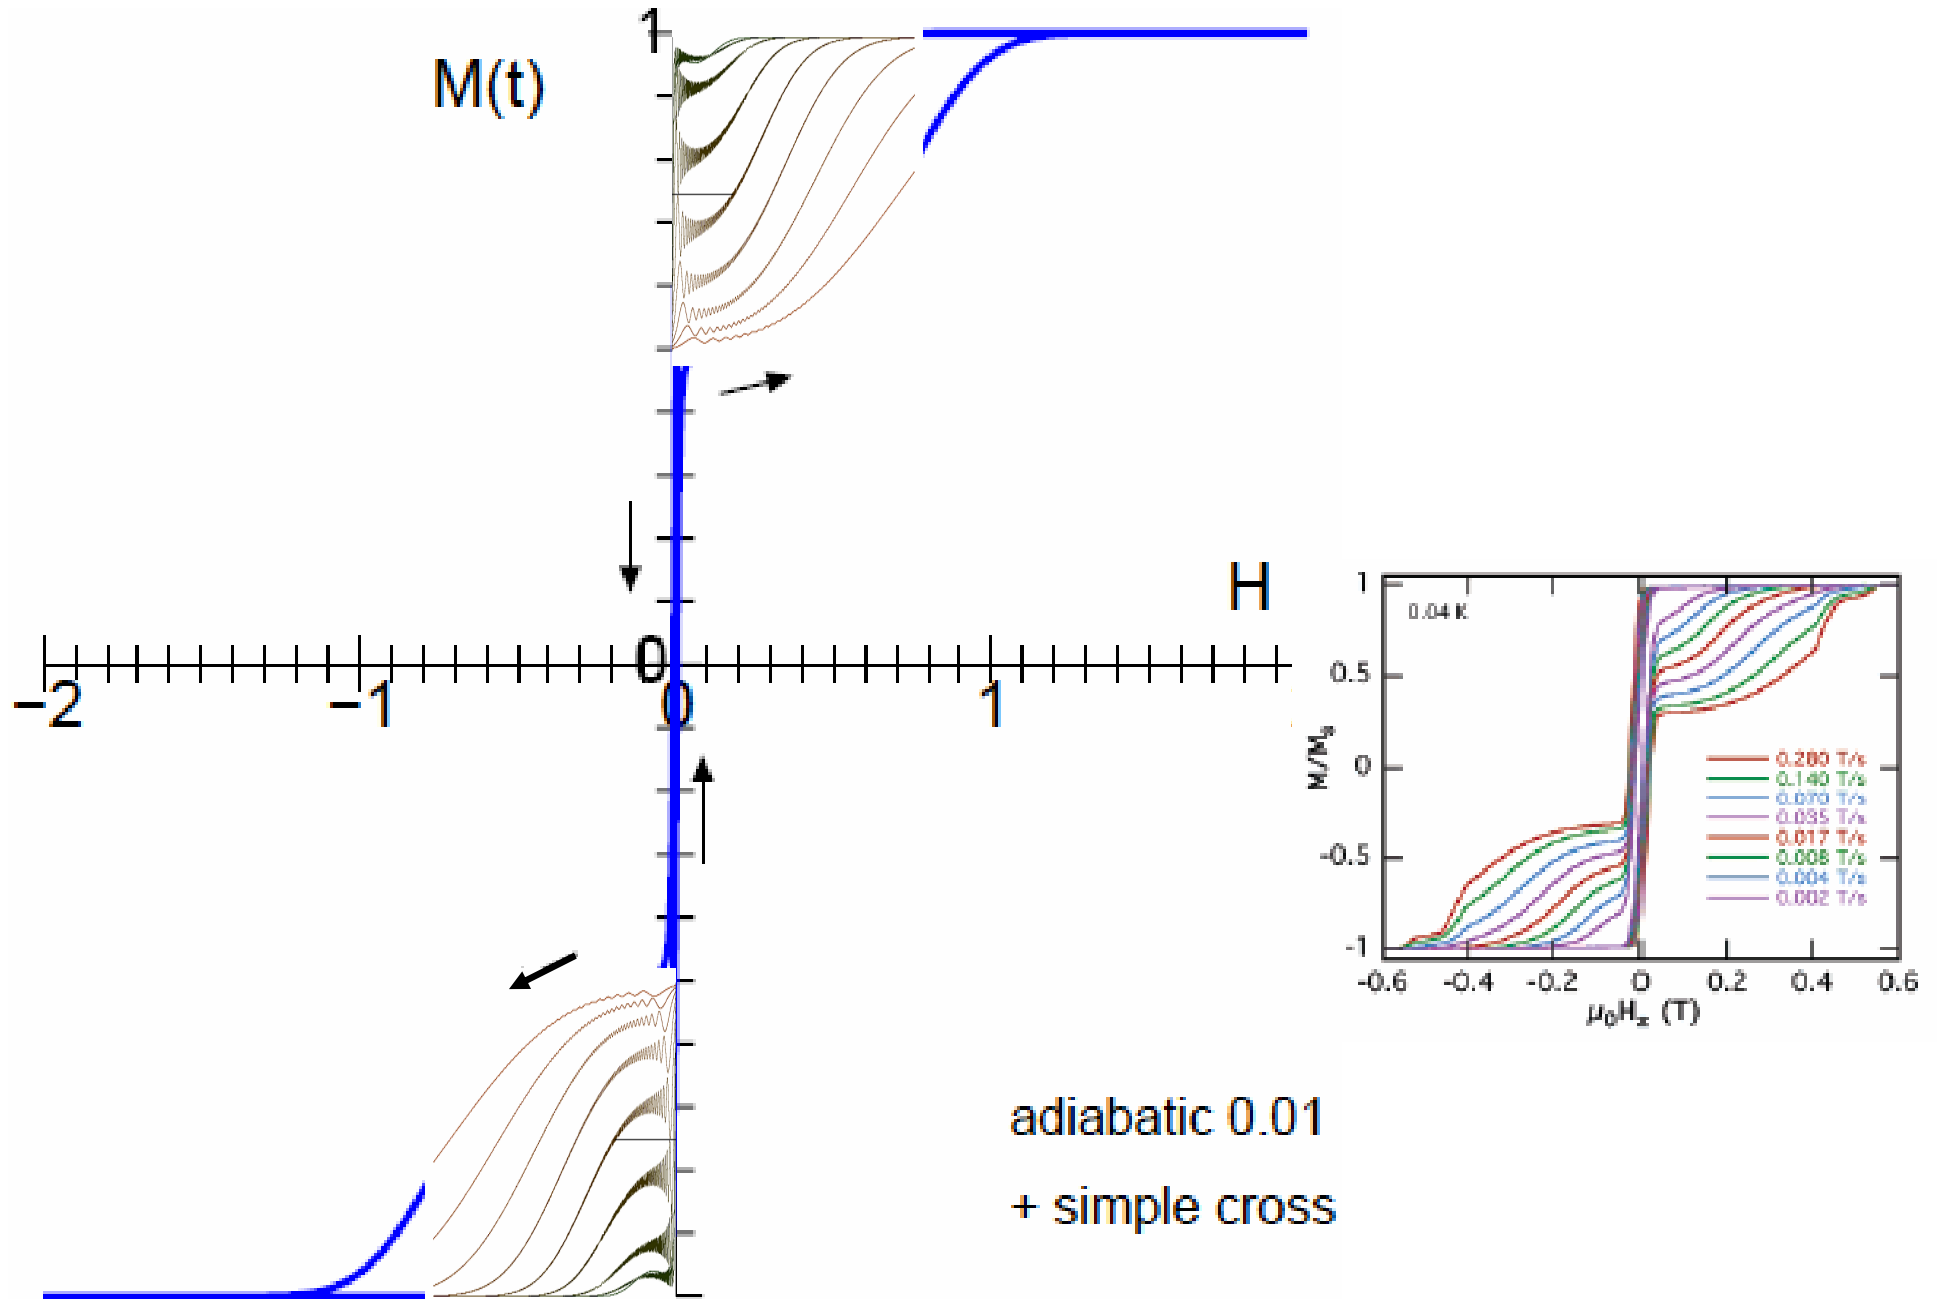 1
M(t)
H
0
−2
−1
0
1
adiabatic 0.01
+ simple cross
1
0.04 K
0.5
0
-0.5
-1
M/Ms
0.280 T/s
0.140 T/s
0.070 T/s
0.035 T/s
0.017 T/s
0.008 T/s
0.004 T/s
0.002 T/s
-0.6 -0.4 -0.2 0 0.2 0.4 0.6